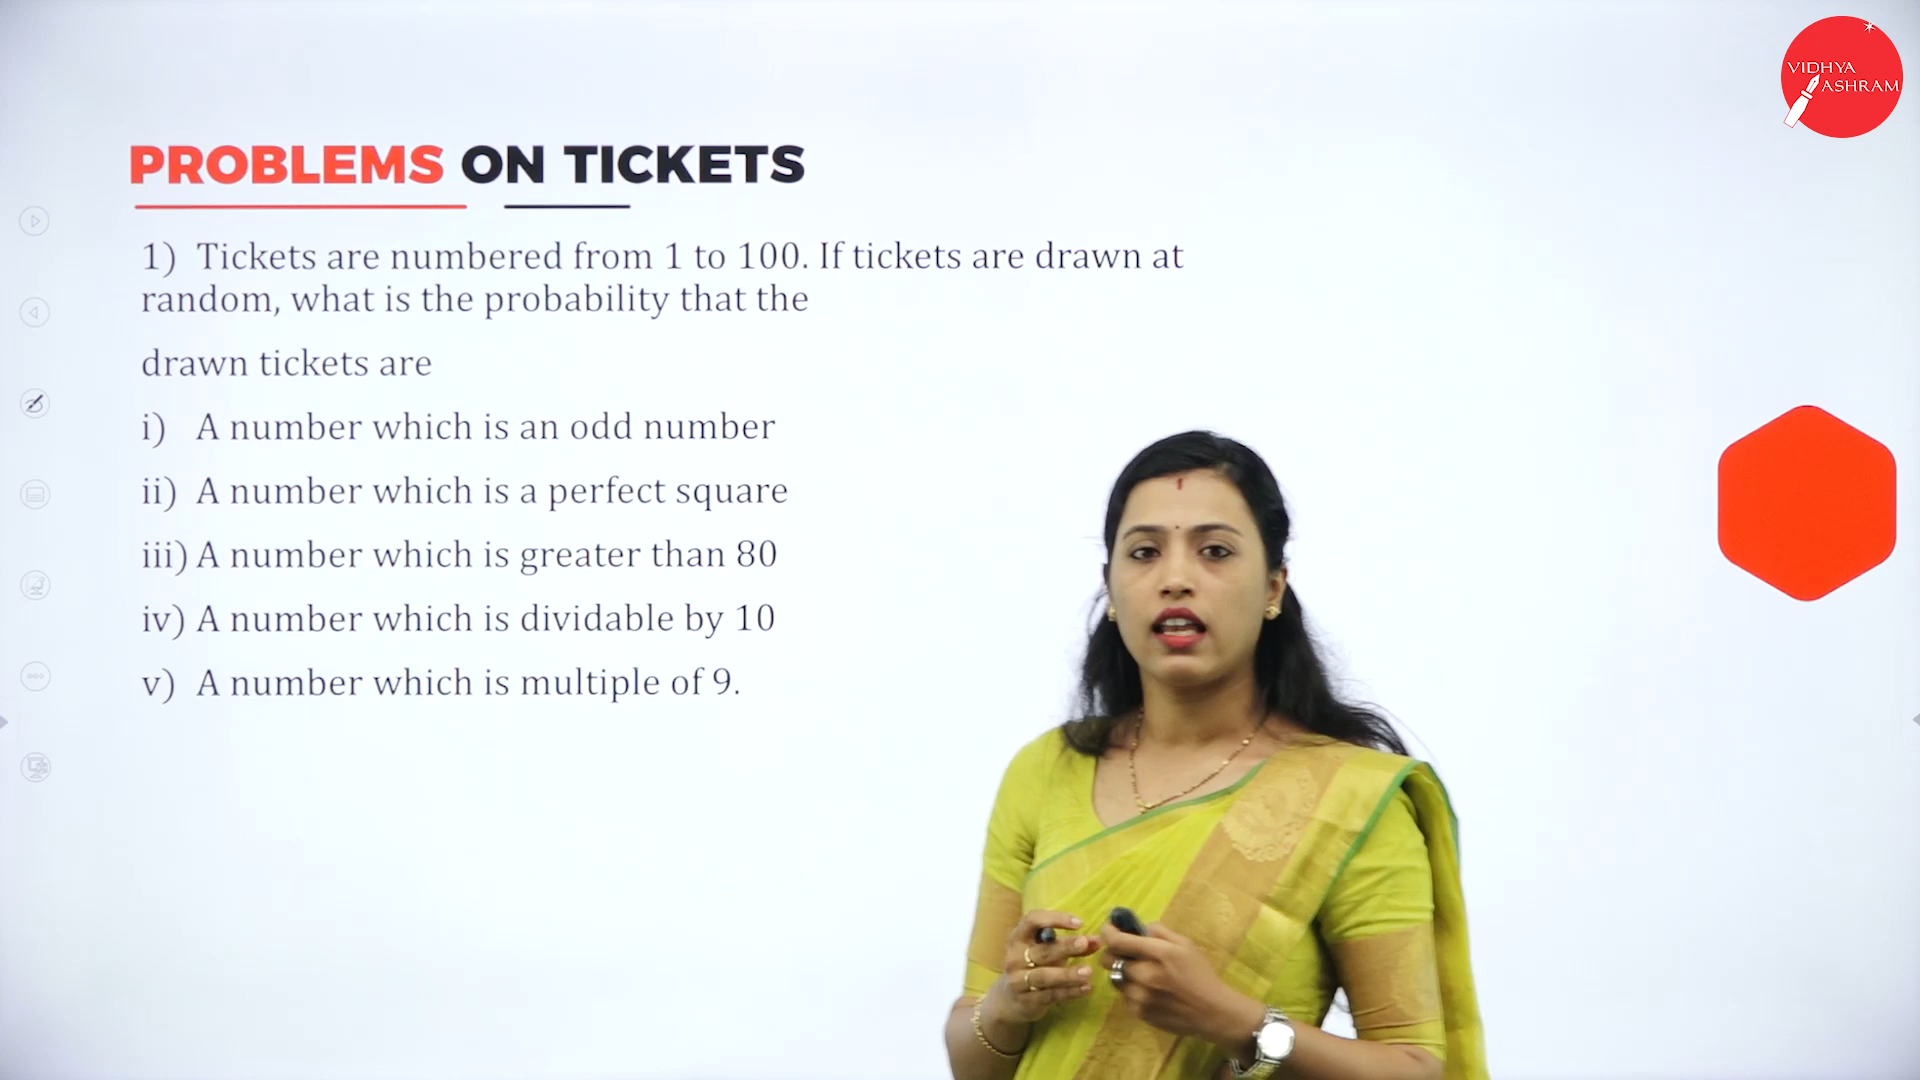 VIDHYA
ASHRAM
PROBLEMS ON TICKETS
1) Tickets are numbered from 1 to 100. If tickets are drawn at
random, what is the probability that the
drawn tickets are
i) A number which is an odd number
ii) A number which is a perfect square
iii) A number which is greater than 80
iv) A number which is dividable by 10
v) A number which is multiple of 9.